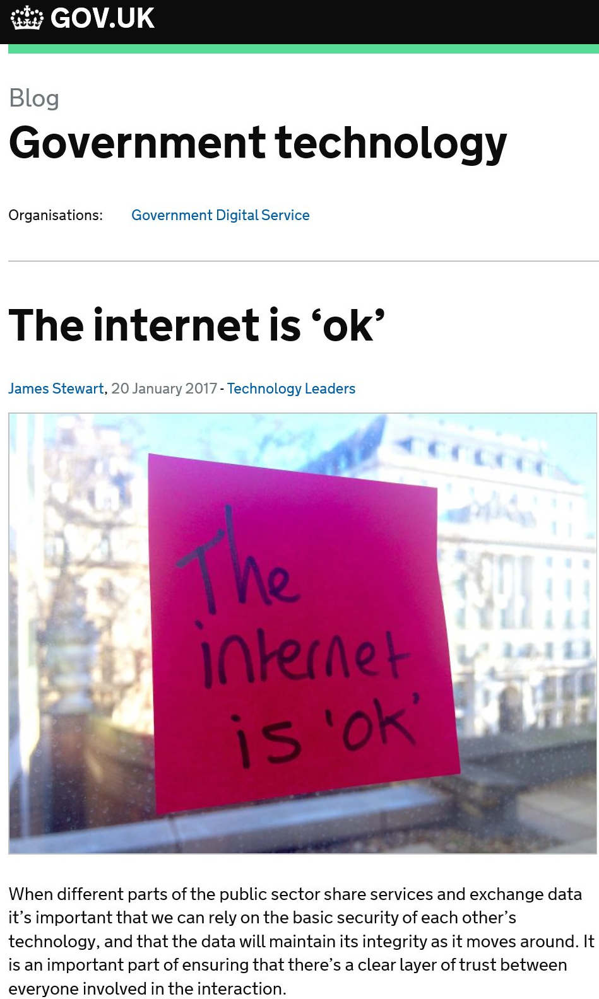 GOV.UK
Blog
Government technology
Organisations: Government Digital Service
The internet is ‘ok’
James Stewart, 20 January 2017 - Technology Leaders
The
internet
is 'ok'
When different parts of the public sector share services and exchange data
it’s important that we can rely on the basic security of each other’s
technology, and that the data will maintain its integrity as it moves around. It
is an important part of ensuring that there’s a clear layer of trust between
everyone involved in the interaction.